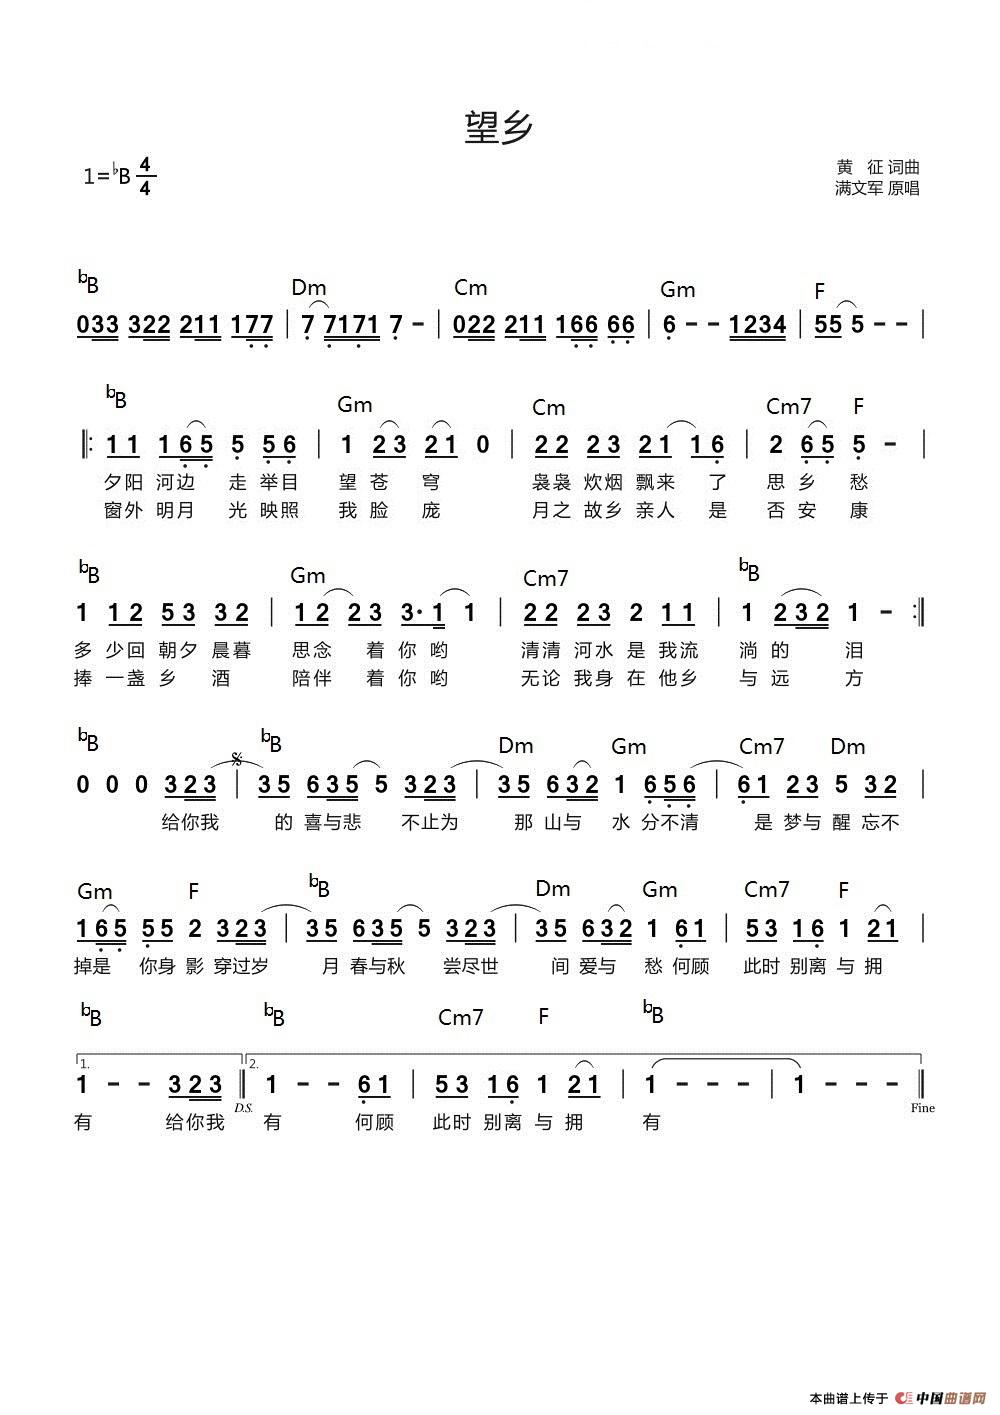 望乡
1=♭B 4/4
黄 征 词曲
满文军 原唱
bB Dm Cm Gm F
033 322 211 177 | 7 7171 7 - | 022 211 166 66 | 6 - - 1234 | 55 5 - - |
bB Gm Cm Cm7 F
|: 11 165 5 56 | 1 23 21 0 | 22 23 21 16 | 2 65 5 - |
夕阳 河边 走 举目 望 苍 穹 袅袅 炊烟 飘来 了 思 乡 愁
窗外 明月 光 映照 我 脸 庞 月之 故乡 亲人 是 否 安 康
bB Gm Cm7 bB
1 12 53 32 | 12 23 3·1 1 | 22 23 2 11 | 1 232 1 - :|
多 少回 朝夕 晨暮 思念 着 你 哟 清清 河水 是 我流 淌 的 泪
捧 一盏 乡 酒 陪伴 着 你 哟 无论 我身 在 他乡 与 远 方
bB bB Dm Gm Cm7 Dm
0 0 0 323 | 35 635 5 323 | 35 632 1 656 | 61 23 5 32 |
给你我 的 喜与悲 不止为 那 山与 水 分不清 是 梦与 醒 忘不
Gm F bB Dm Gm Cm7 F
165 55 2 323 | 35 635 5 323 | 35 632 1 61 | 53 16 1 21 |
掉是 你身 影 穿过岁 月 春与秋 尝尽世 间 爱与 愁 何顾 此时 别离 与 拥
bB bB Cm7 F bB
1. 2.
1 - - 323 || 1 - - 61 | 53 16 1 21 | 1 - - - | 1 - - - ||
D.S. Fine
有 给你我 有 何顾 此时 别离 与 拥 有
本曲谱上传于 中国曲谱网